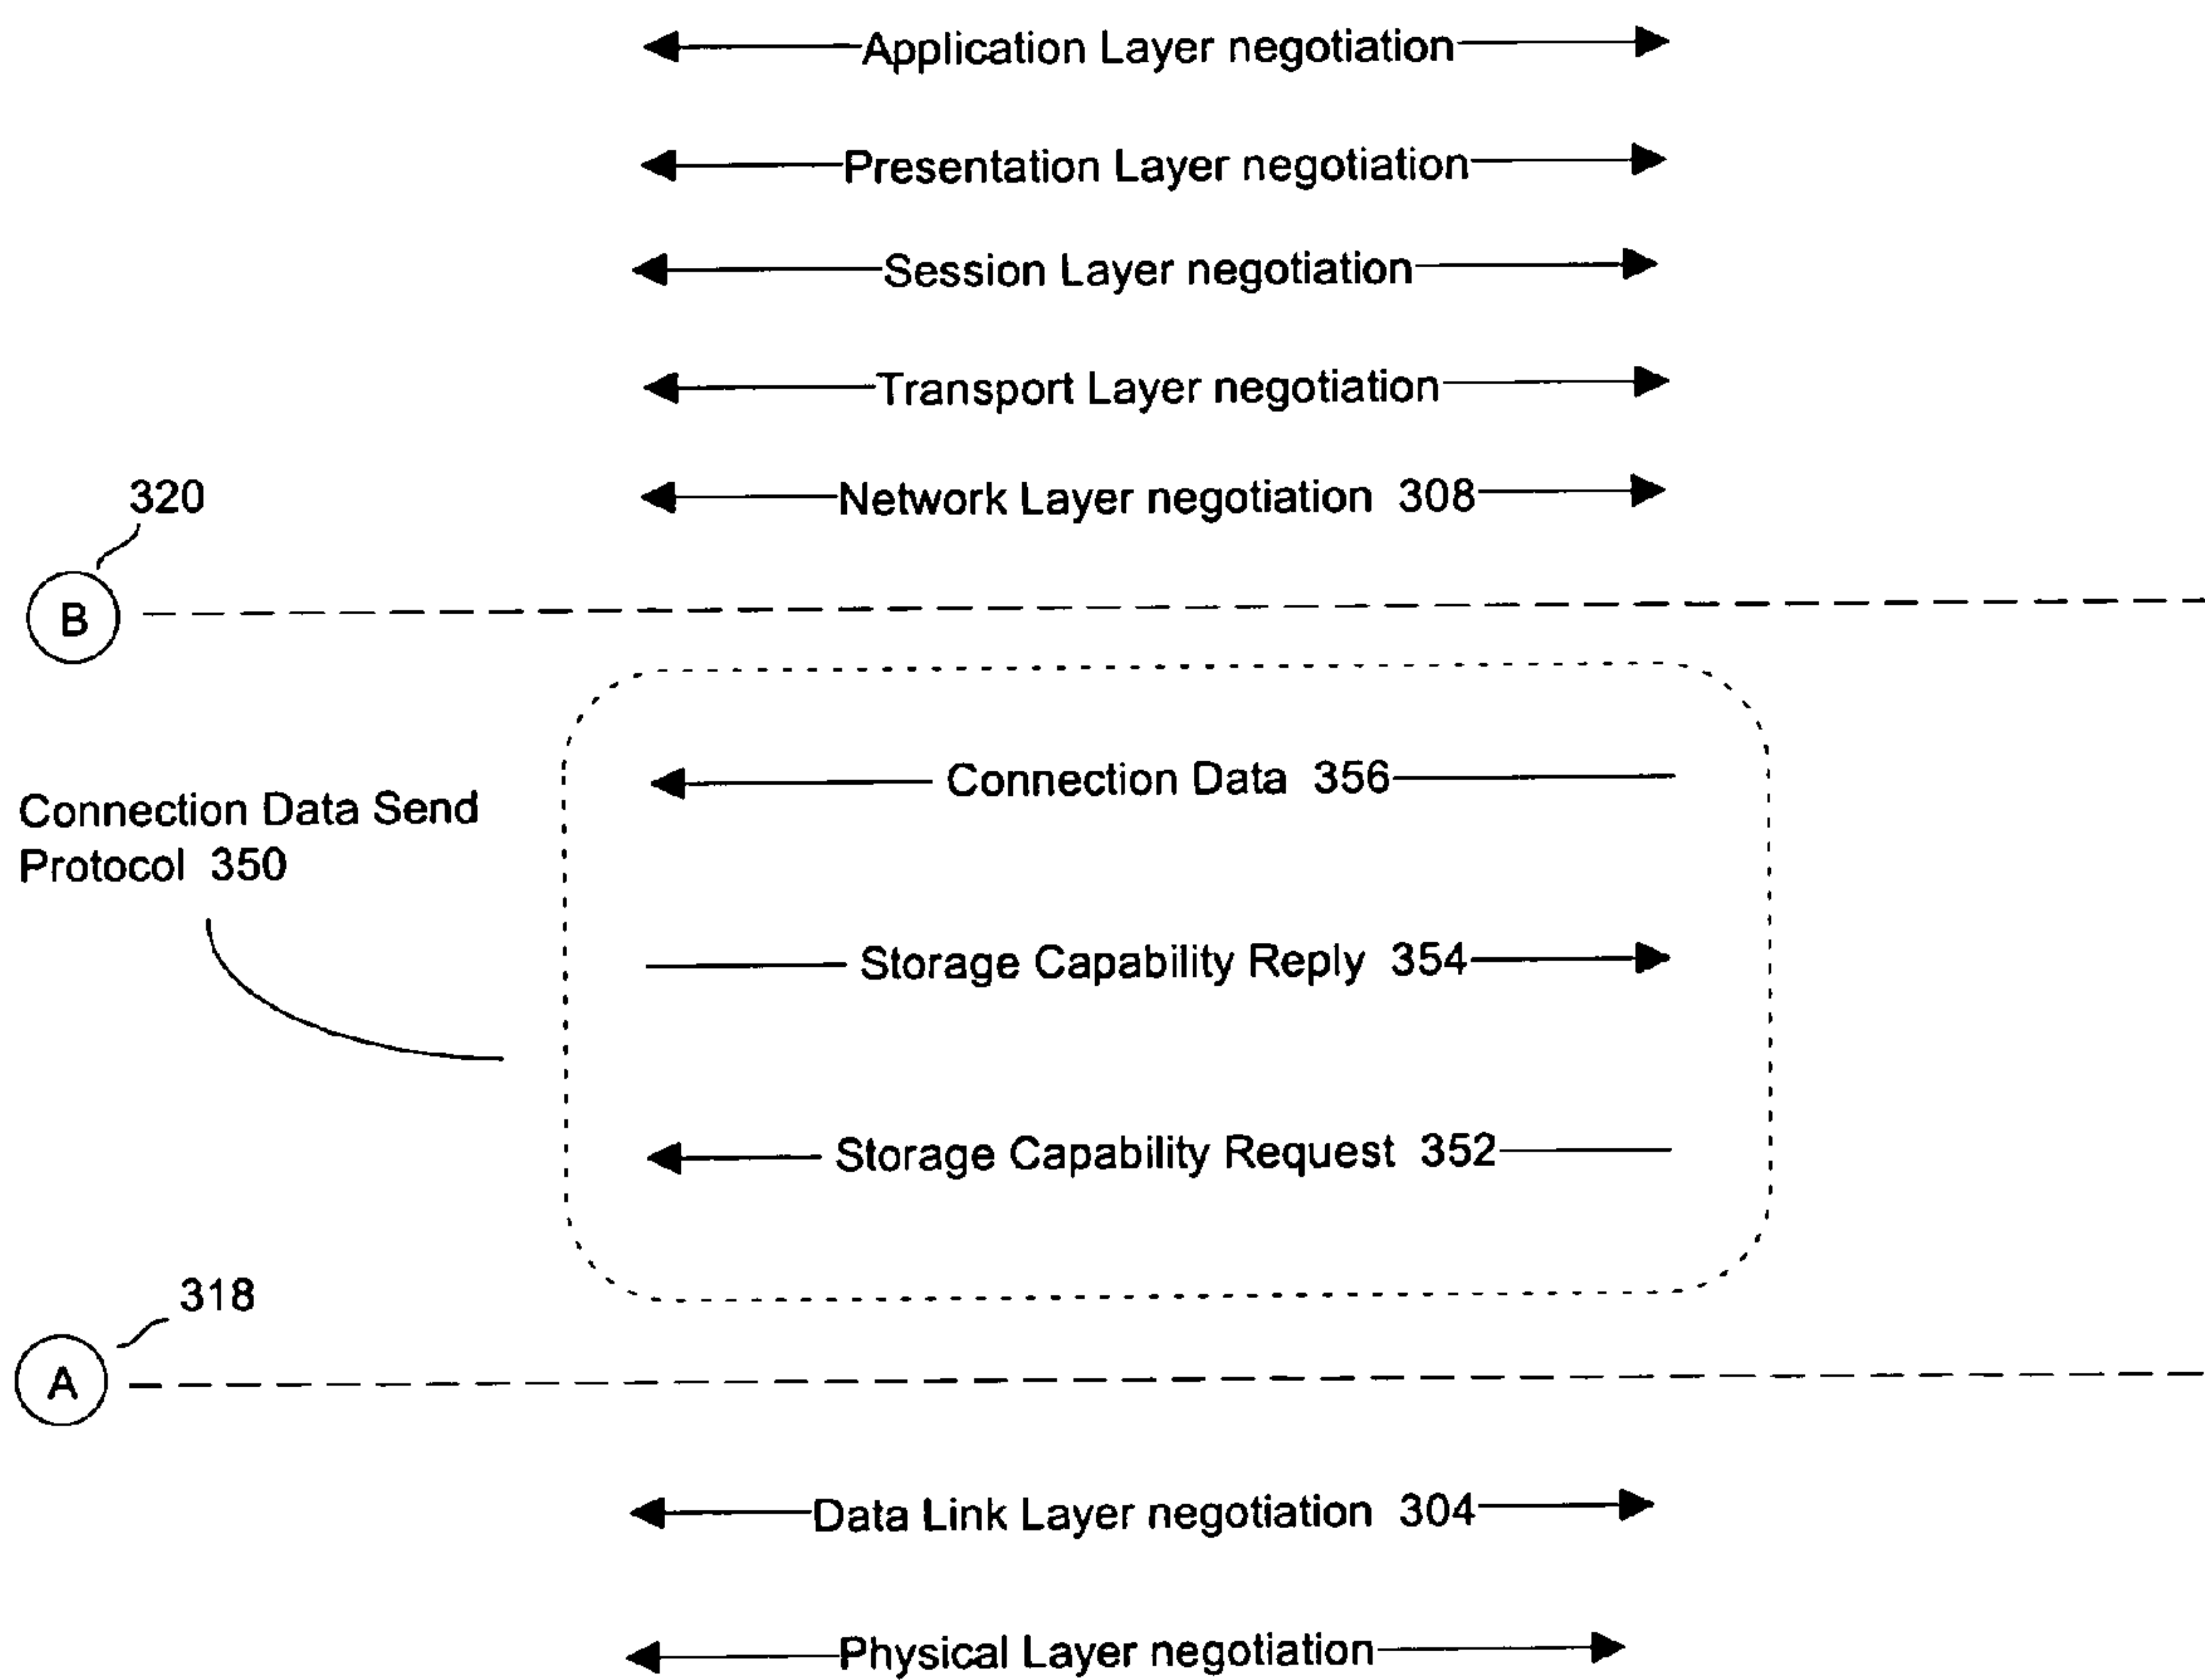 Application Layer negotiation
Presentation Layer negotiation
Session Layer negotiation
Transport Layer negotiation
Network Layer negotiation 308
320
B
Connection Data 356
Connection Data Send
Protocol 350
Storage Capability Reply 354
Storage Capability Request 352
318
A
Data Link Layer negotiation 304
Physical Layer negotiation